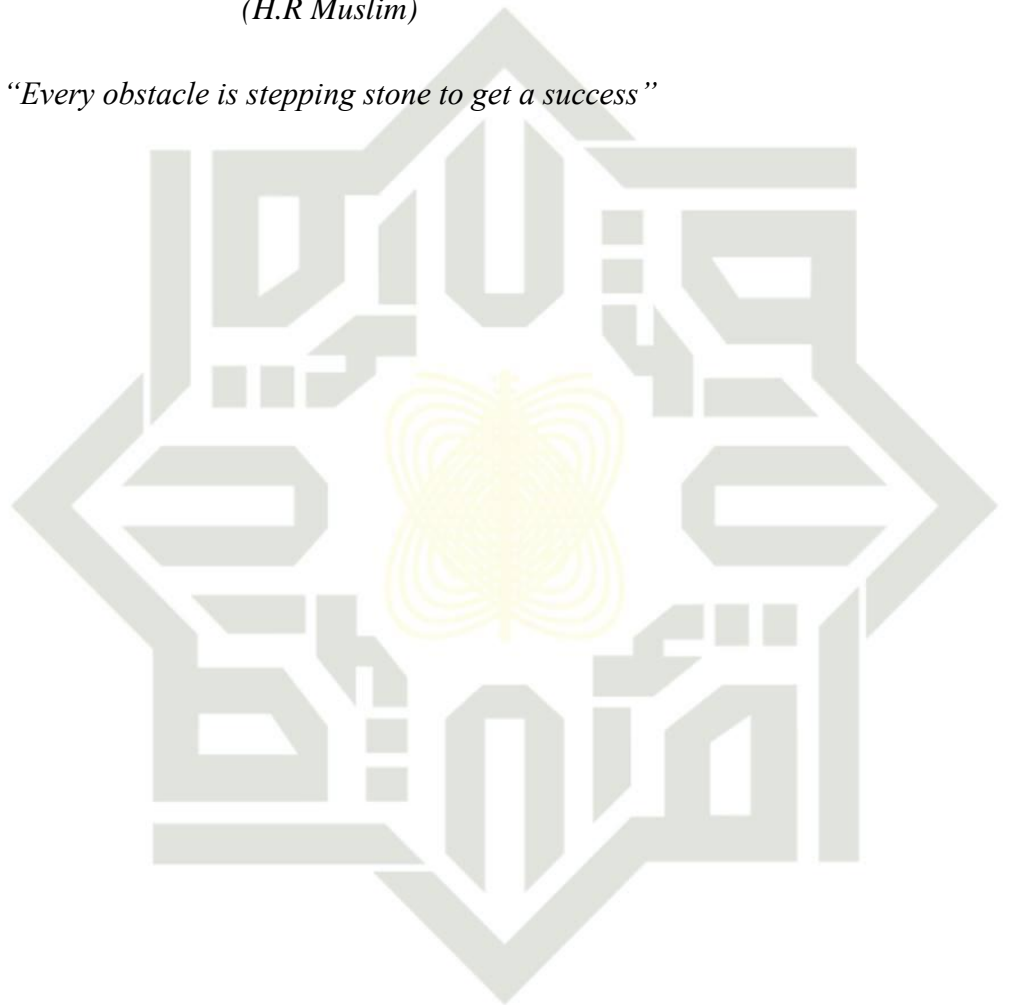 (H.R Muslim)
“Every obstacle is stepping stone to get a success”